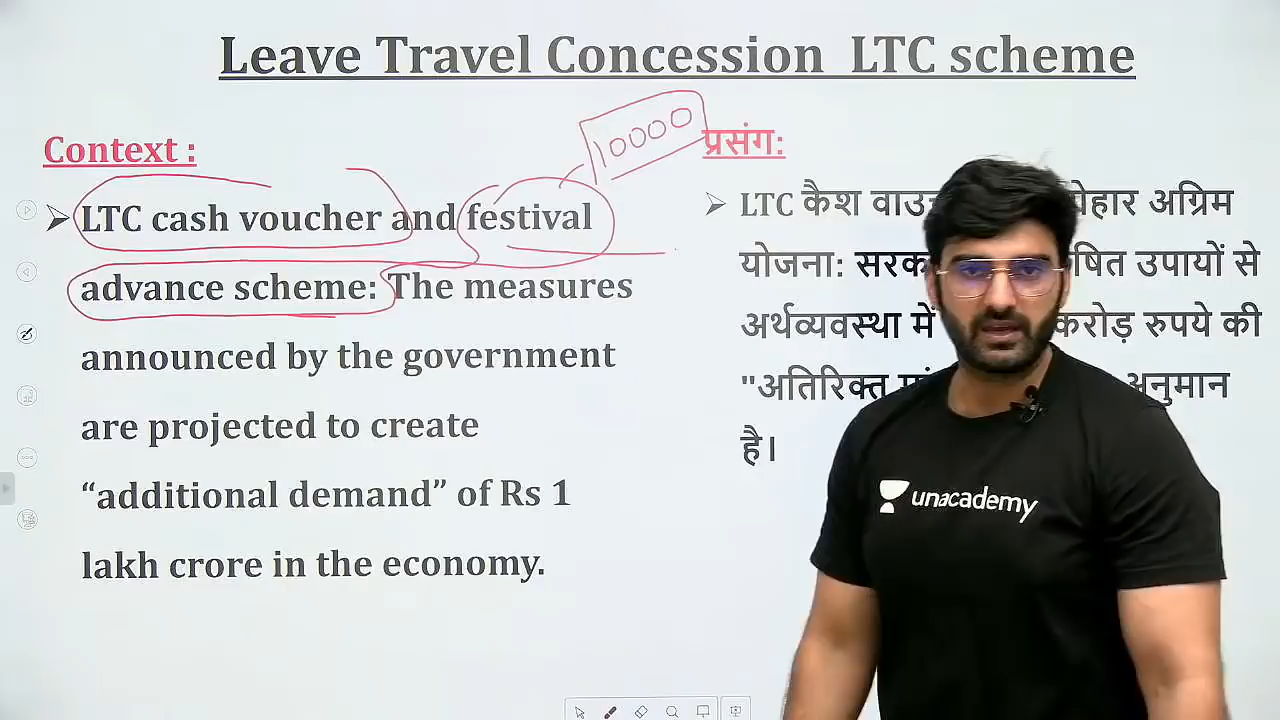 Leave Travel Concession LTC scheme
10000
Context :
LTC cash voucher and festival
advance scheme: The measures
announced by the government
are projected to create
“additional demand” of Rs 1
lakh crore in the economy.
प्रसंग:
LTC कैश अग्रिम
योजना: उपायों से
अर्थव्यवस्था में करोड़ रुपये की
"अतिरिक्त अनुमान
है।
unacademy